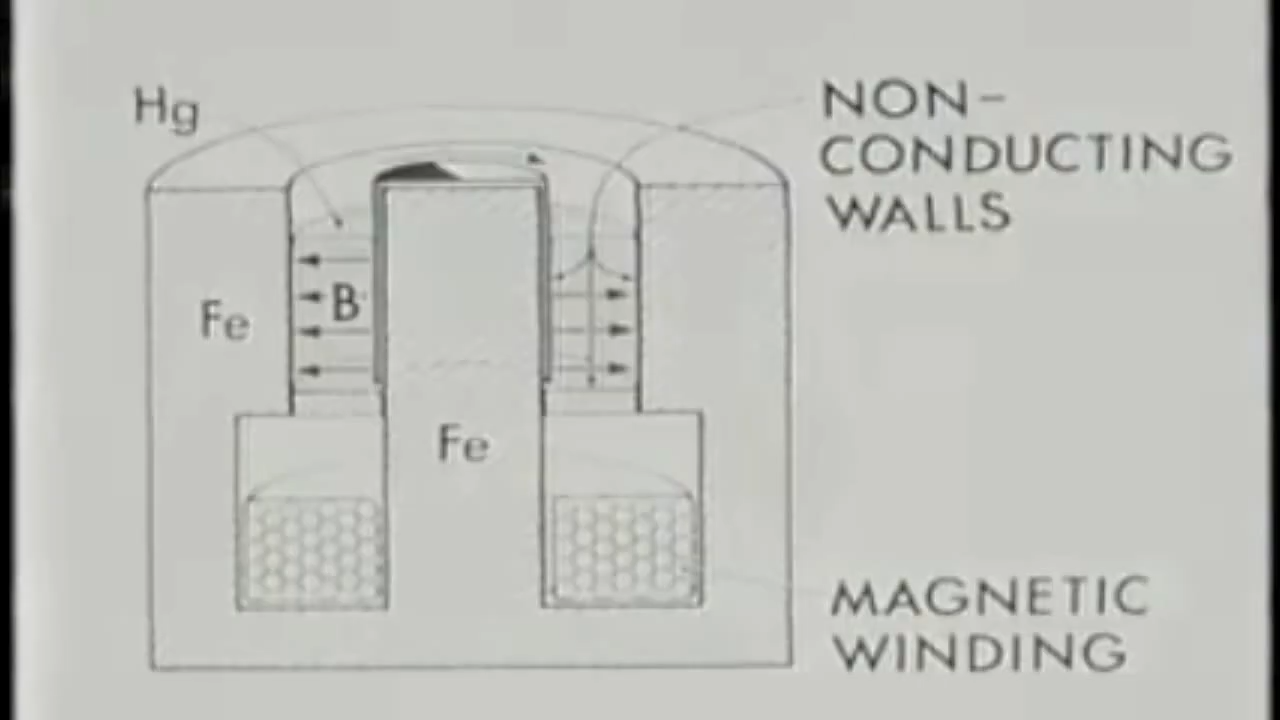 Hg
NON-
CONDUCTING
WALLS
B
Fe
Fe
MAGNETIC
WINDING